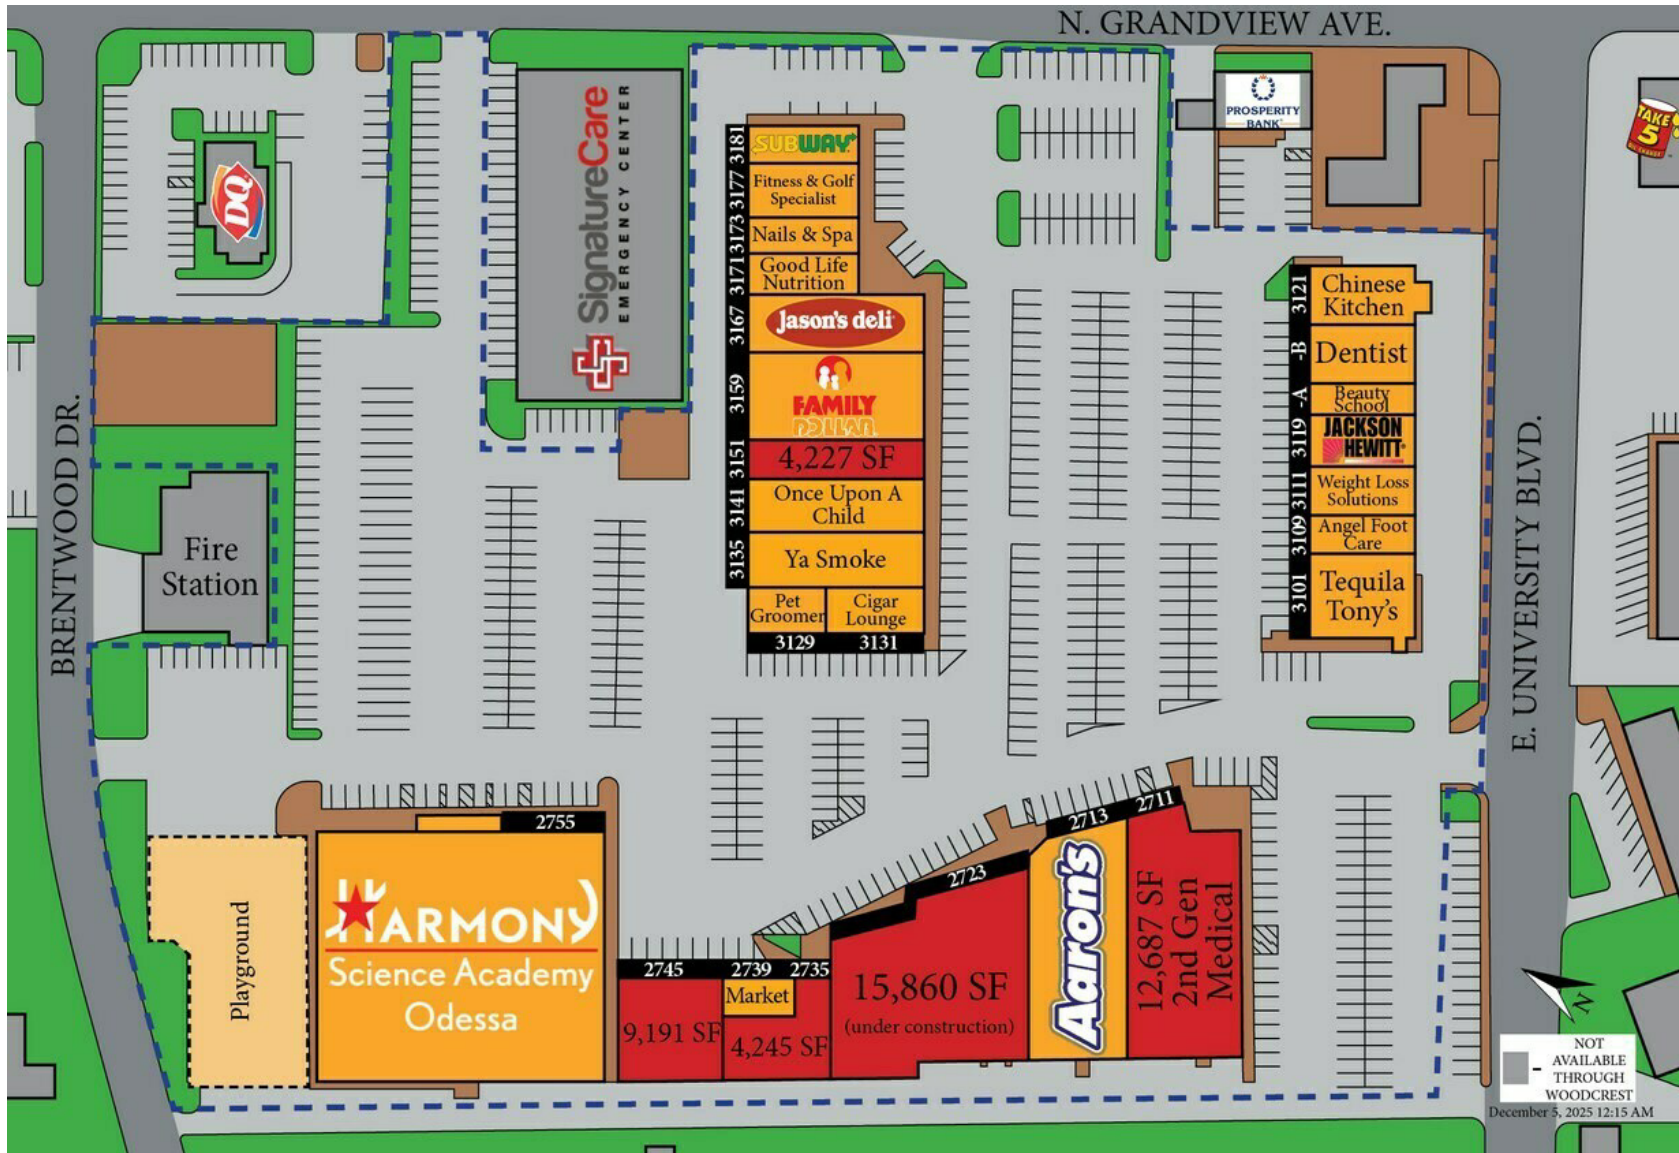 N. GRANDVIEW AVE.
BRENTWOOD DR.
E. UNIVERSITY BLVD.
DQ
SignatureCare
EMERGENCY CENTER
PROSPERITY
BANK
TAKE
5
OIL CHANGE
3181
SUBWAY
3177
Fitness & Golf
Specialist
3173
Nails & Spa
3171
Good Life
Nutrition
3167
Jason's deli
3159
FAMILY
DOLLAR
3151
4,227 SF
3141
Once Upon A
Child
3135
Ya Smoke
Pet
Groomer
Cigar
Lounge
3129
3131
3121
Chinese
Kitchen
-B
Dentist
-A
Beauty
School
3119
JACKSON
HEWITT
3111
Weight Loss
Solutions
3109
Angel Foot
Care
3101
Tequila
Tony's
Fire
Station
Playground
2755
HARMONY
Science Academy
Odessa
2745
9,191 SF
2739
Market
2735
4,245 SF
2723
15,860 SF
(under construction)
2713
Aaron's
2711
12,687 SF
2nd Gen
Medical
N
- NOT
AVAILABLE
THROUGH
WOODCREST
December 5, 2025 12:15 AM